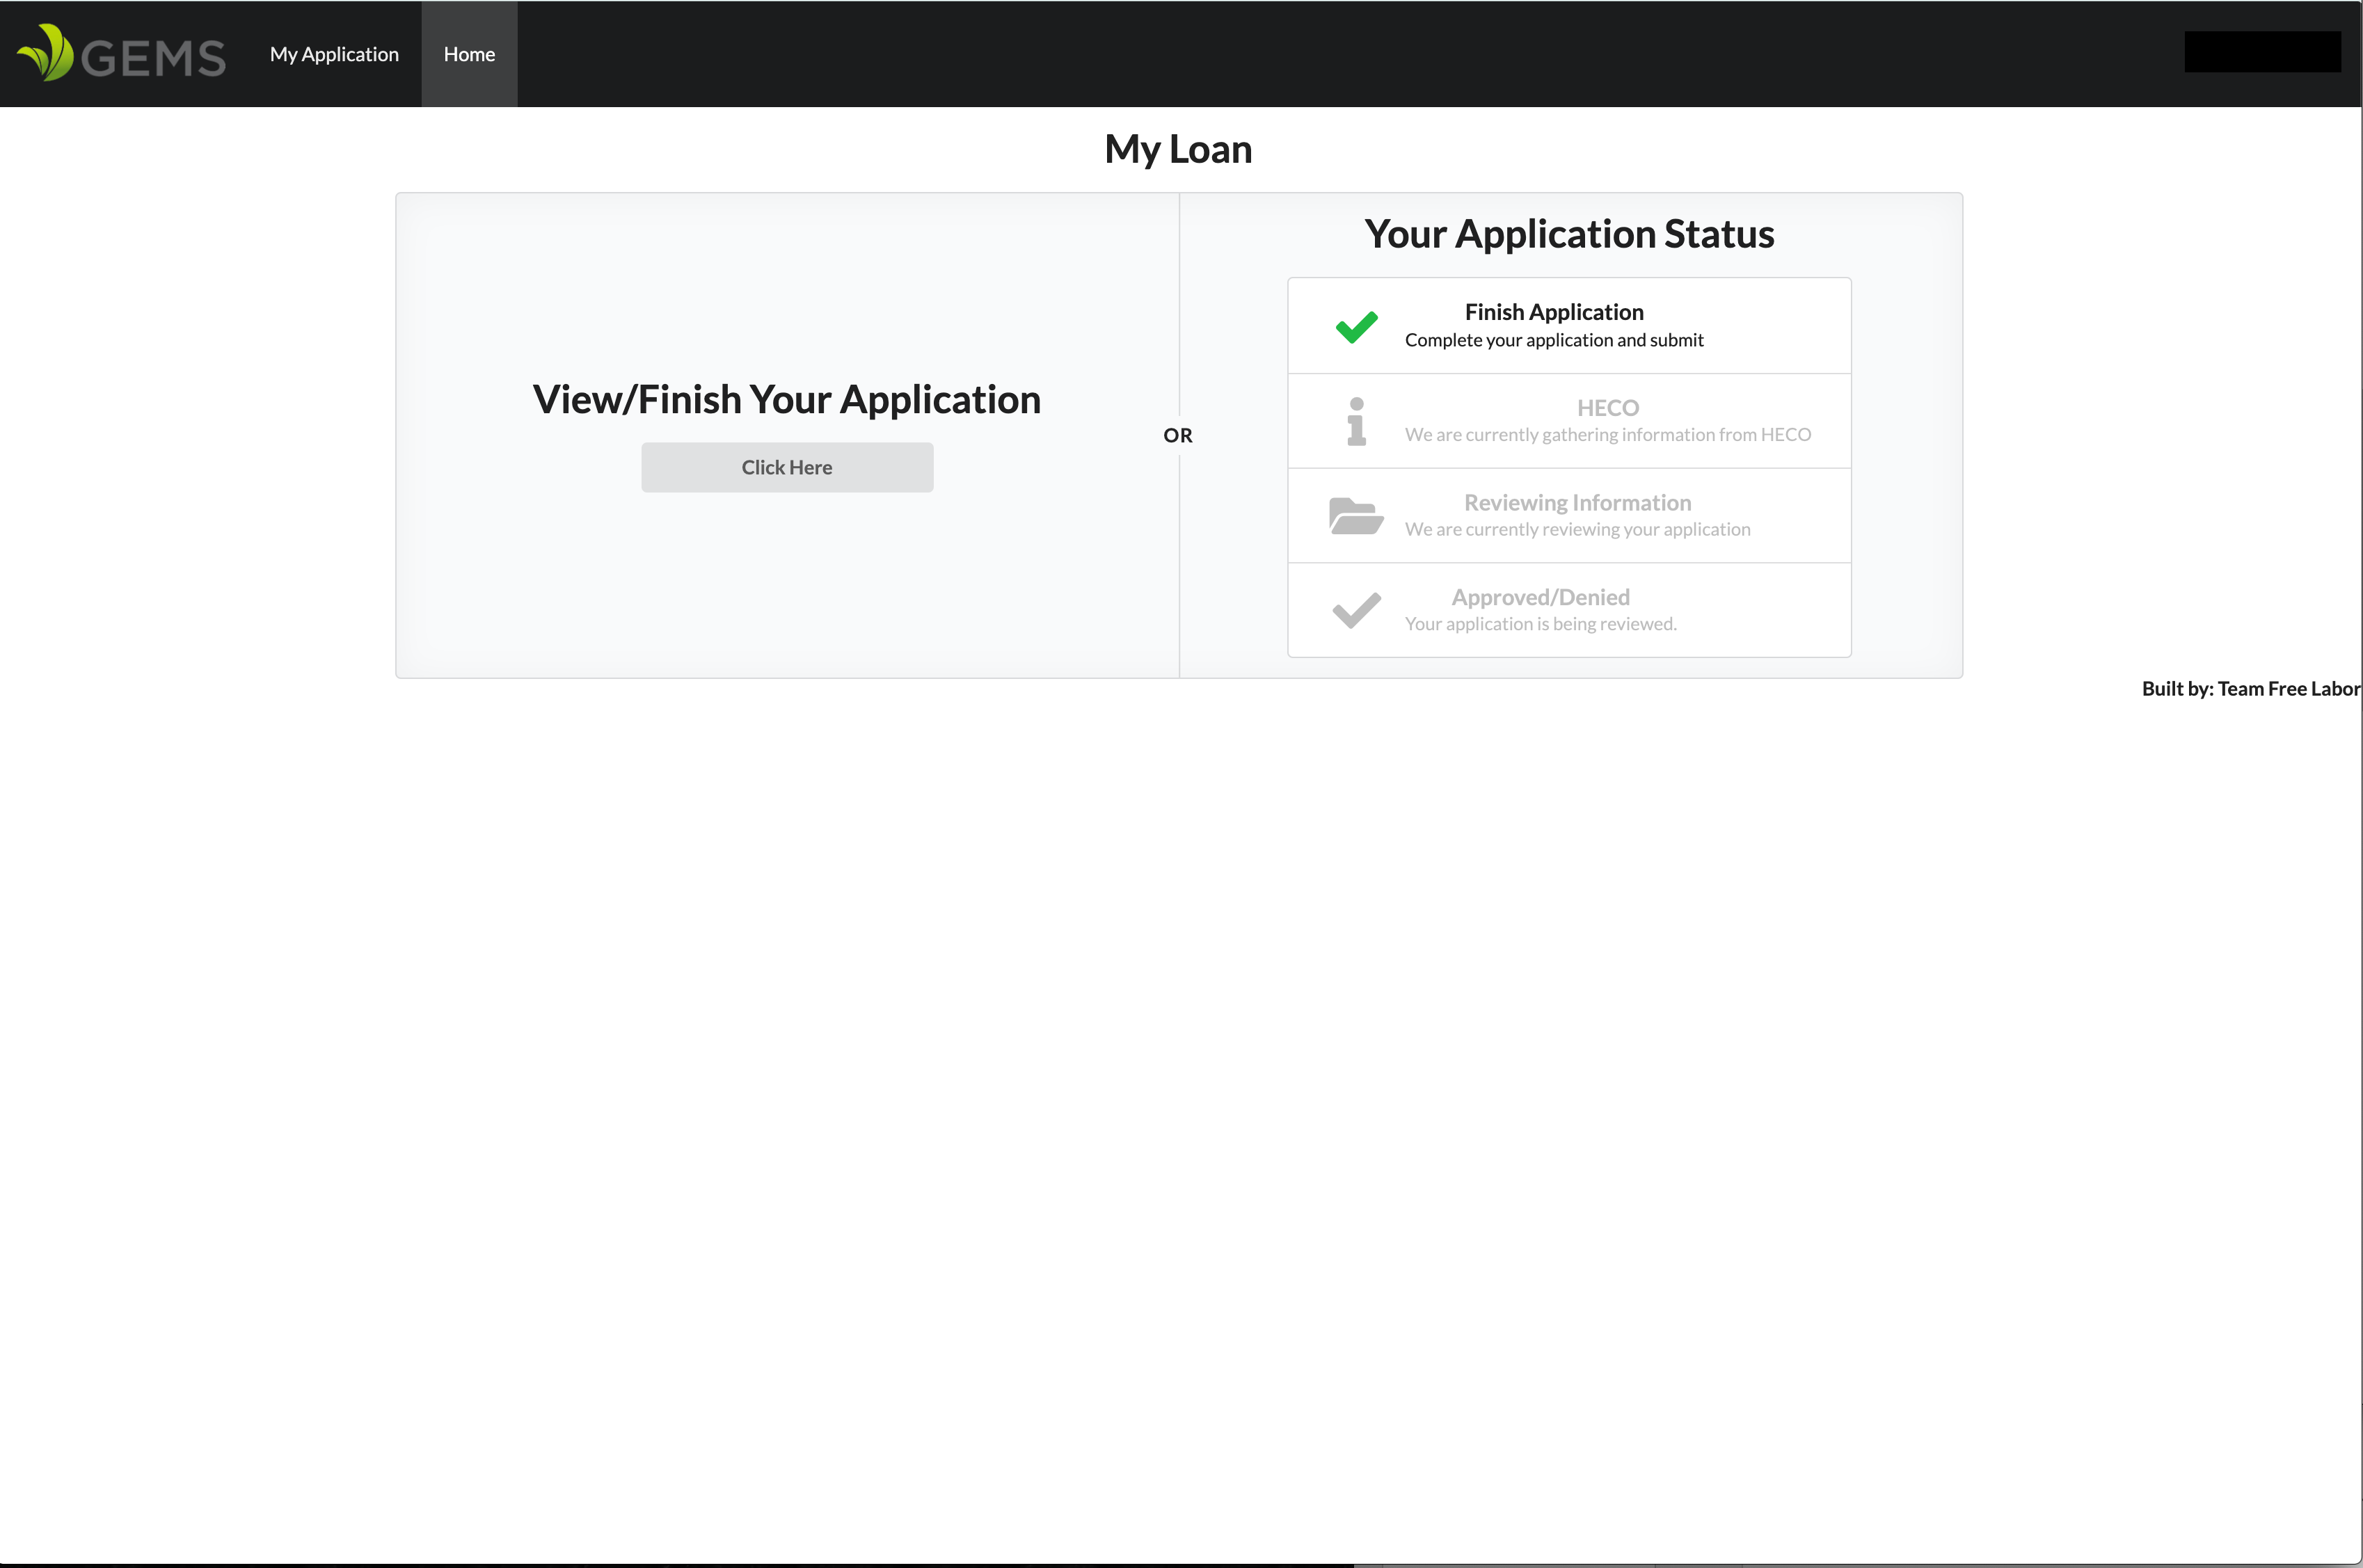 GEMS
My Application
Home
My Loan
View/Finish Your Application
Click Here
OR
Your Application Status
Finish Application
Complete your application and submit
HECO
We are currently gathering information from HECO
Reviewing Information
We are currently reviewing your application
Approved/Denied
Your application is being reviewed.
Built by: Team Free Labor